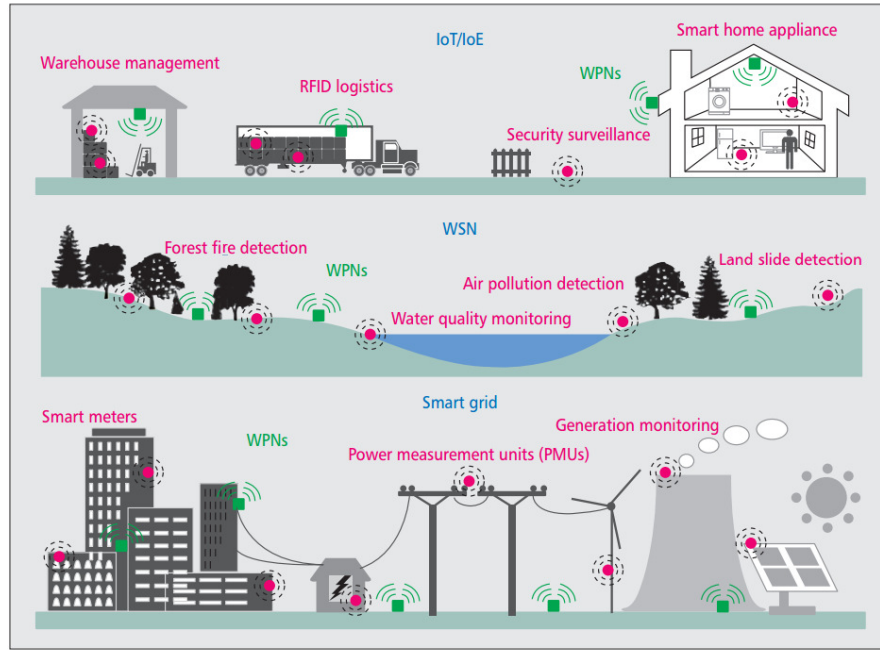 IoT/IoE
Smart home appliance
Warehouse management
RFID logistics
WPNs
Security surveillance
WSN
Forest fire detection
WPNs
Air pollution detection
Land slide detection
Water quality monitoring
Smart grid
Smart meters
WPNs
Power measurement units (PMUs)
Generation monitoring